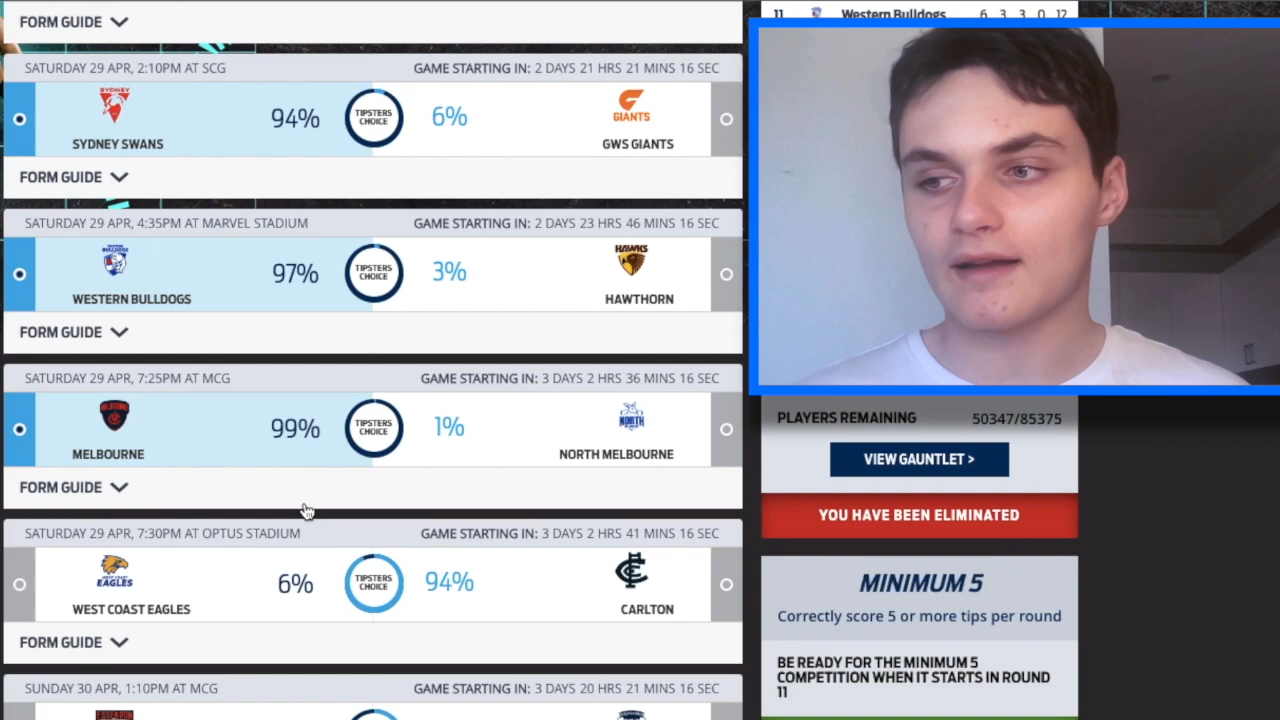 FORM GUIDE
SATURDAY 29 APR, 2:10PM AT SCG GAME STARTING IN: 2 DAYS 21 HRS 21 MINS 16 SEC
SYDNEY
94% TIPSTERS CHOICE 6%
GIANTS
SYDNEY SWANS GWS GIANTS
FORM GUIDE
SATURDAY 29 APR, 4:35PM AT MARVEL STADIUM GAME STARTING IN: 2 DAYS 23 HRS 46 MINS 16 SEC
BULLDOGS
HAWKS
97% TIPSTERS CHOICE 3%
WESTERN BULLDOGS HAWTHORN
FORM GUIDE
SATURDAY 29 APR, 7:25PM AT MCG GAME STARTING IN: 3 DAYS 2 HRS 36 MINS 16 SEC
MELBOURNE
NORTH
99% TIPSTERS CHOICE 1%
MELBOURNE NORTH MELBOURNE
FORM GUIDE
SATURDAY 29 APR, 7:30PM AT OPTUS STADIUM GAME STARTING IN: 3 DAYS 2 HRS 41 MINS 16 SEC
EAGLES
6% TIPSTERS CHOICE 94%
WEST COAST EAGLES CARLTON
FORM GUIDE
SUNDAY 30 APR, 1:10PM AT MCG GAME STARTING IN: 3 DAYS 20 HRS 21 MINS 16 SEC
ESSENDON
11 Western Bulldogs 6 3 3 0 12
PLAYERS REMAINING 50347/85375
VIEW GAUNTLET >
YOU HAVE BEEN ELIMINATED
MINIMUM 5
Correctly score 5 or more tips per round
BE READY FOR THE MINIMUM 5
COMPETITION WHEN IT STARTS IN ROUND
11